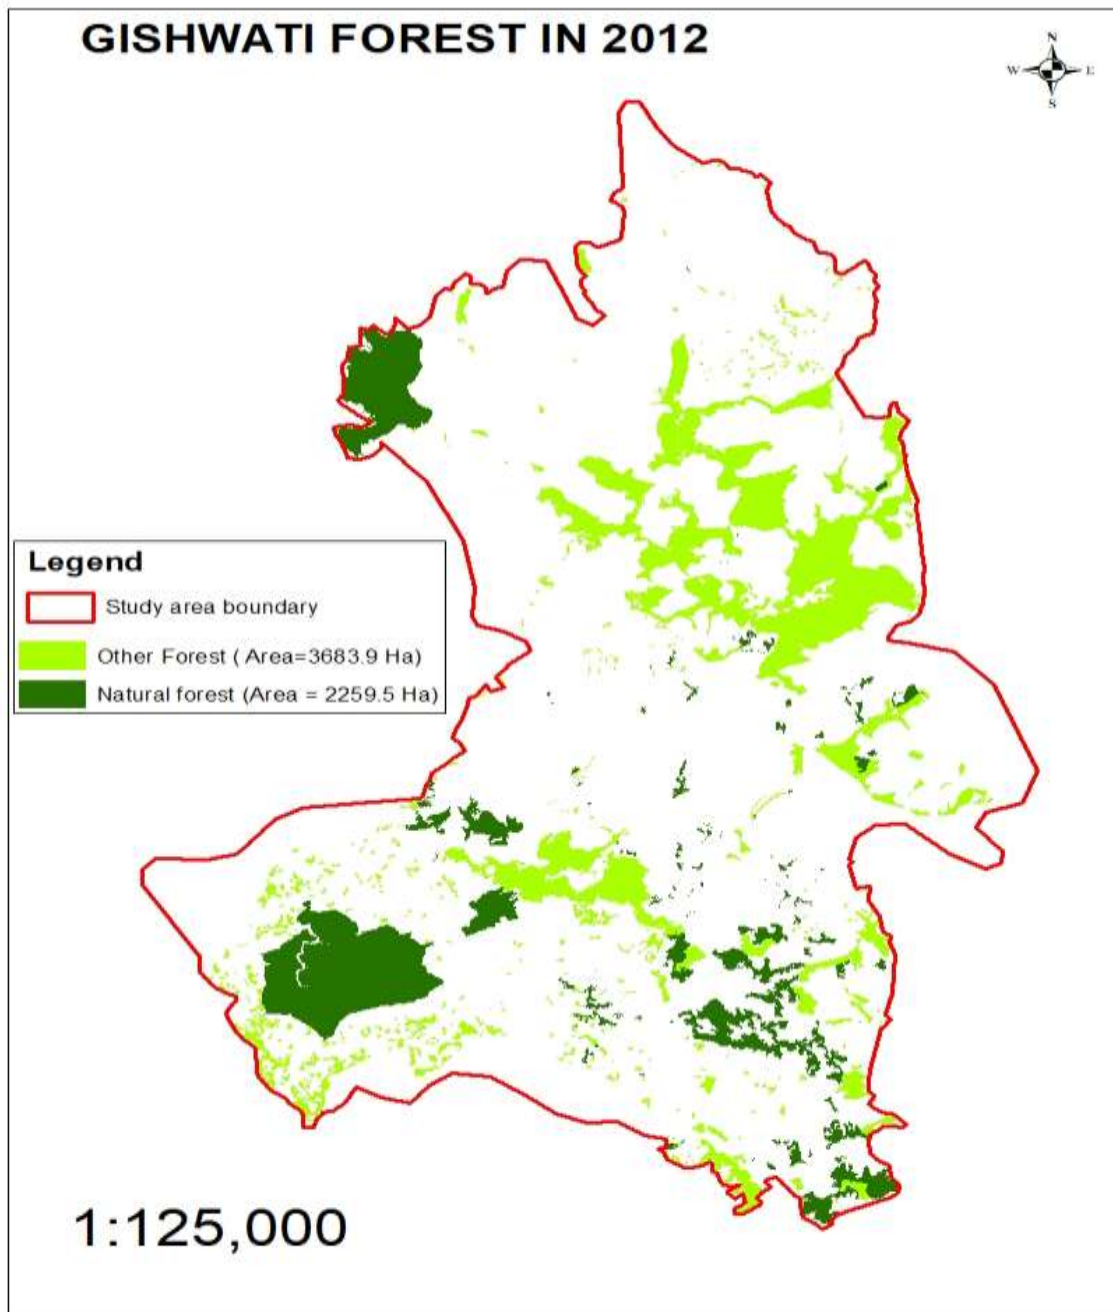 GISHWATI FOREST IN 2012
N
W E
S
Legend
Study area boundary
Other Forest ( Area=3683.9 Ha)
Natural forest (Area = 2259.5 Ha)
1:125,000